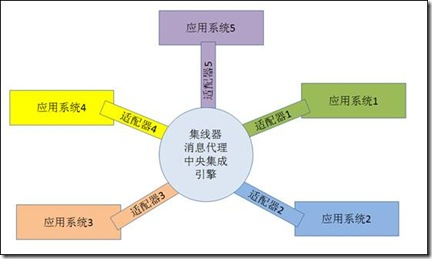 应用系统5
适配器5
应用系统4
适配器4
应用系统1
适配器1
集线器
消息代理
中央集成
引擎
适配器3
应用系统3
适配器2
应用系统2